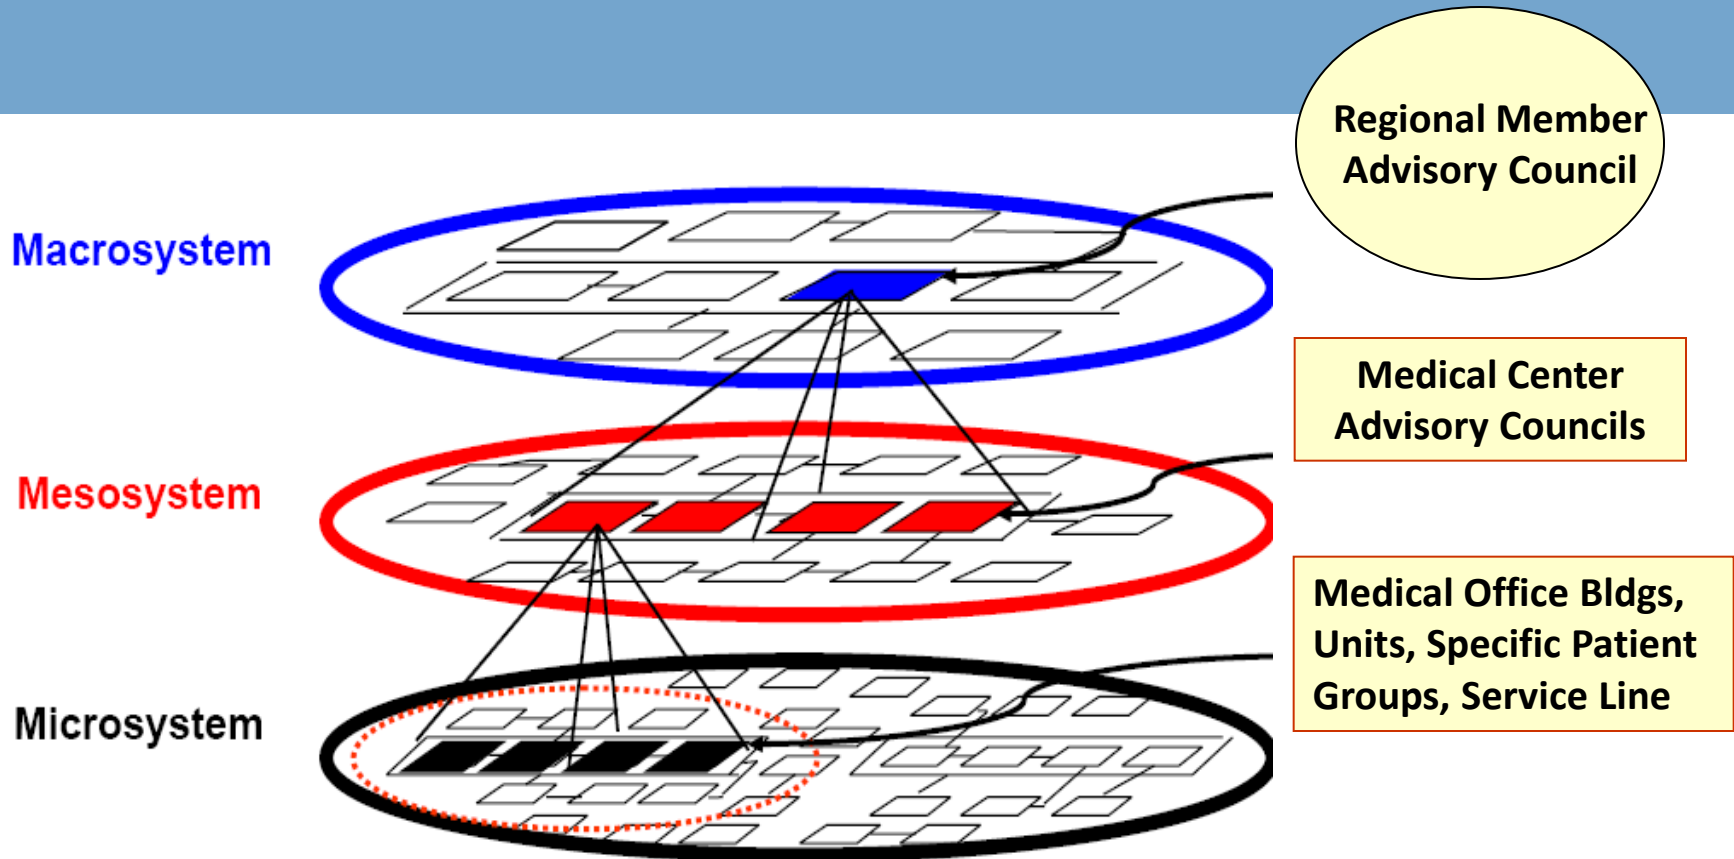 Regional Member
Advisory Council
Macrosystem
Medical Center
Advisory Councils
Mesosystem
Medical Office Bldgs,
Units, Specific Patient
Groups, Service Line
Microsystem